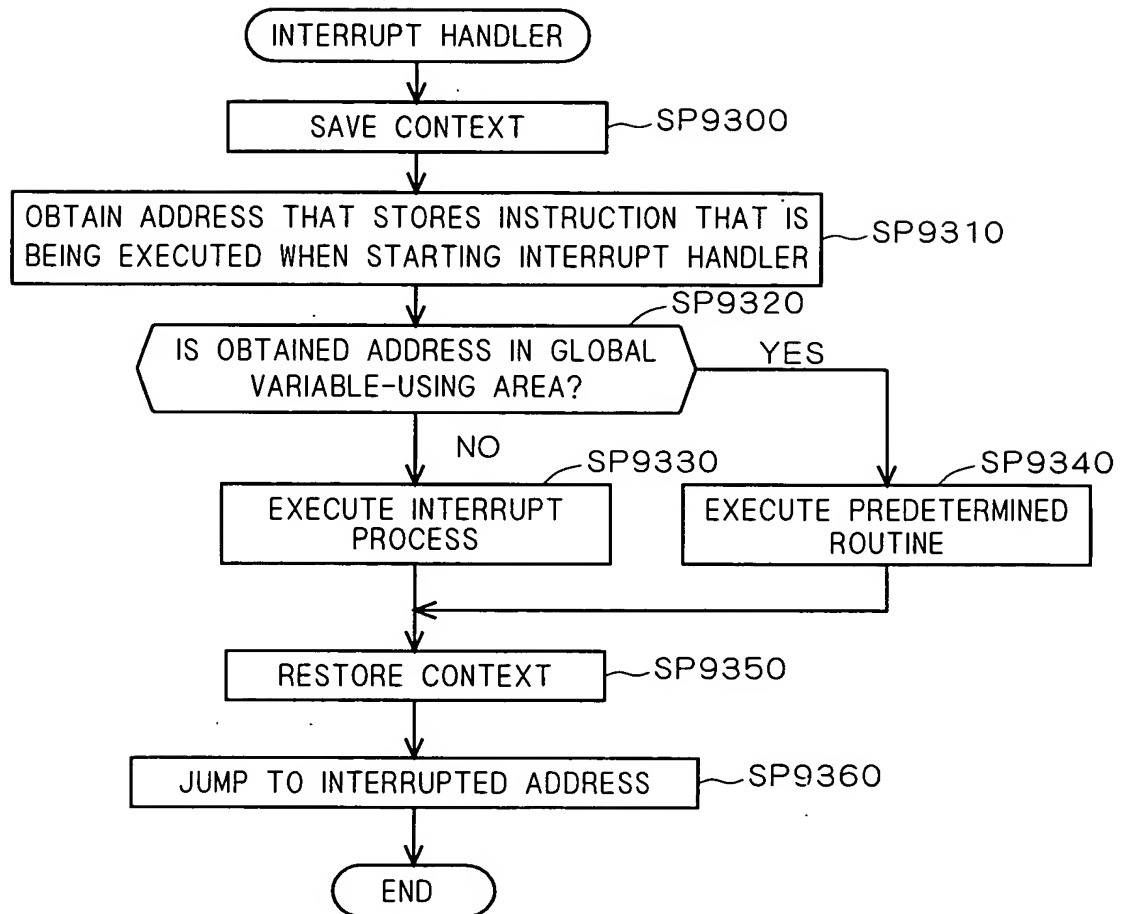 INTERRUPT HANDLER
SAVE CONTEXT
SP9300
OBTAIN ADDRESS THAT STORES INSTRUCTION THAT IS
BEING EXECUTED WHEN STARTING INTERRUPT HANDLER
SP9310
SP9320
IS OBTAINED ADDRESS IN GLOBAL
VARIABLE-USING AREA?
YES
NO
SP9330
SP9340
EXECUTE INTERRUPT
PROCESS
EXECUTE PREDETERMINED
ROUTINE
RESTORE CONTEXT
SP9350
JUMP TO INTERRUPTED ADDRESS
SP9360
END